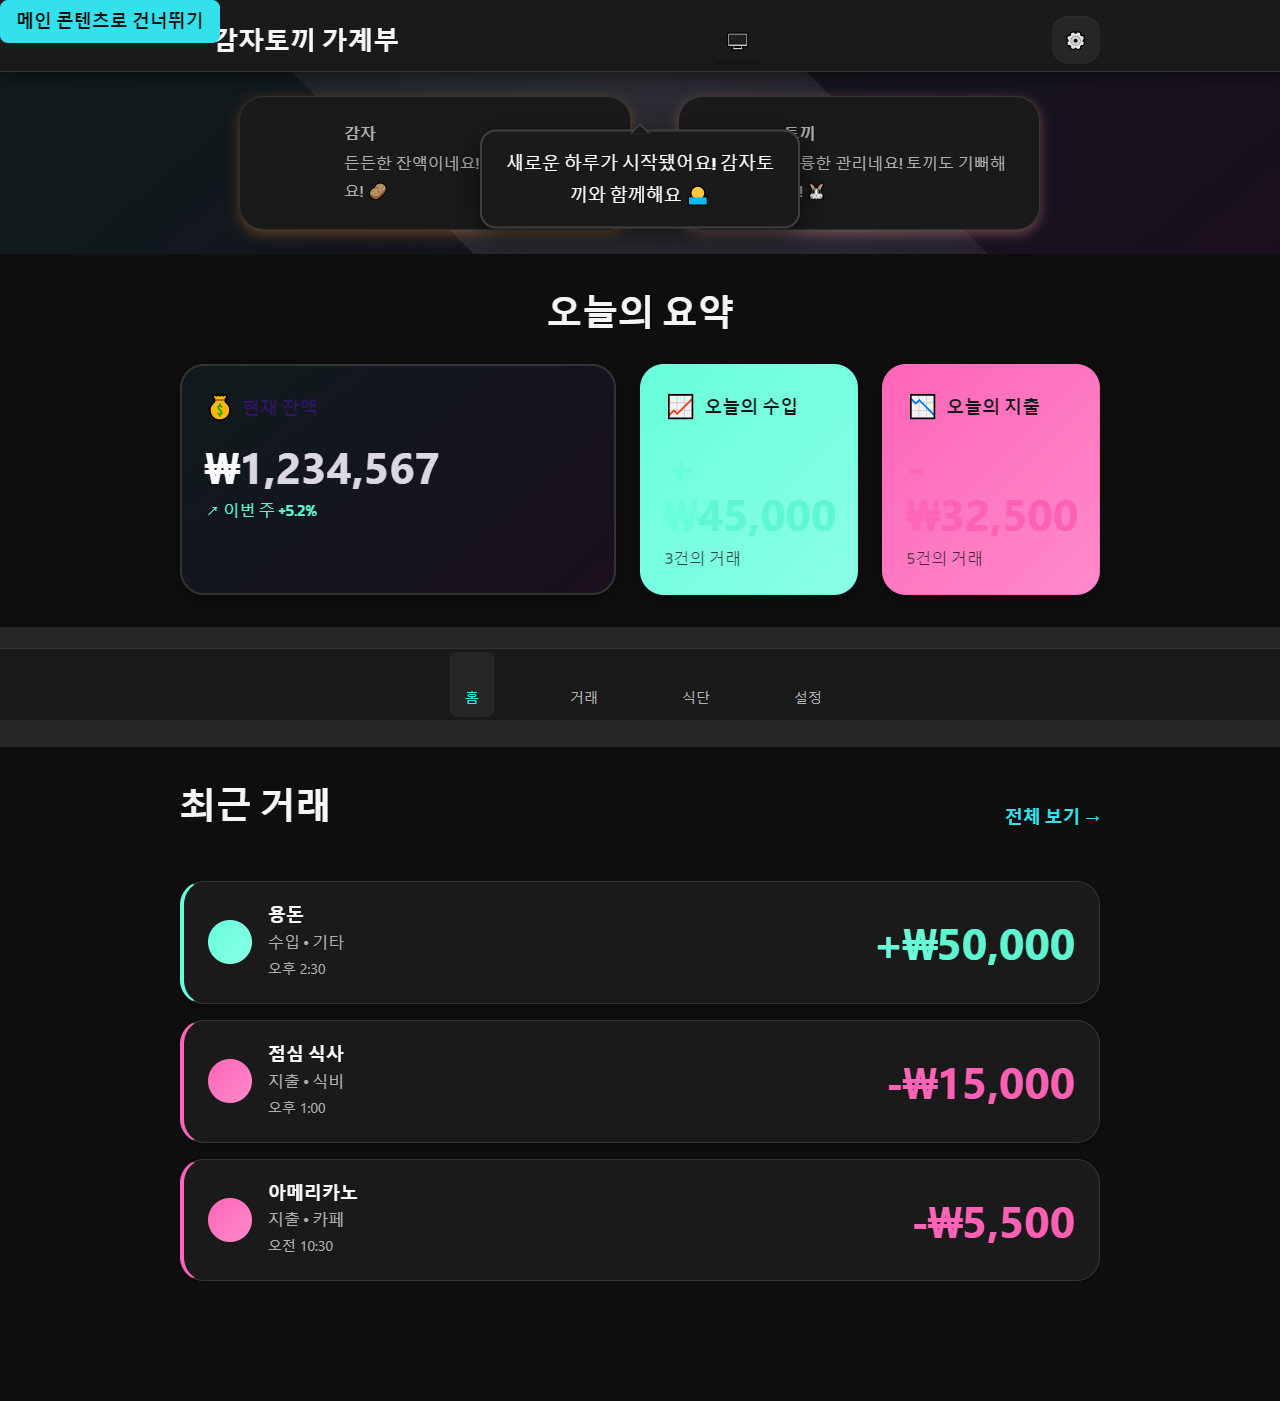 메인 콘텐츠로 건너뛰기
감자토끼 가계부
감자
든든한 잔액이네요!
요! 🥔
새로운 하루가 시작됐어요! 감자토
끼와 함께해요
토끼
륭한 관리네요! 토끼도 기뻐해
! 🐰
오늘의 요약
현재 잔액
₩1,234,567
↗ 이번 주 +5.2%
오늘의 수입
+
₩45,000
3건의 거래
오늘의 지출
-
₩32,500
5건의 거래
홈
거래
식단
설정
최근 거래
전체 보기 →
용돈
수입 • 기타
오후 2:30
+₩50,000
점심 식사
지출 • 식비
오후 1:00
-₩15,000
아메리카노
지출 • 카페
오전 10:30
-₩5,500